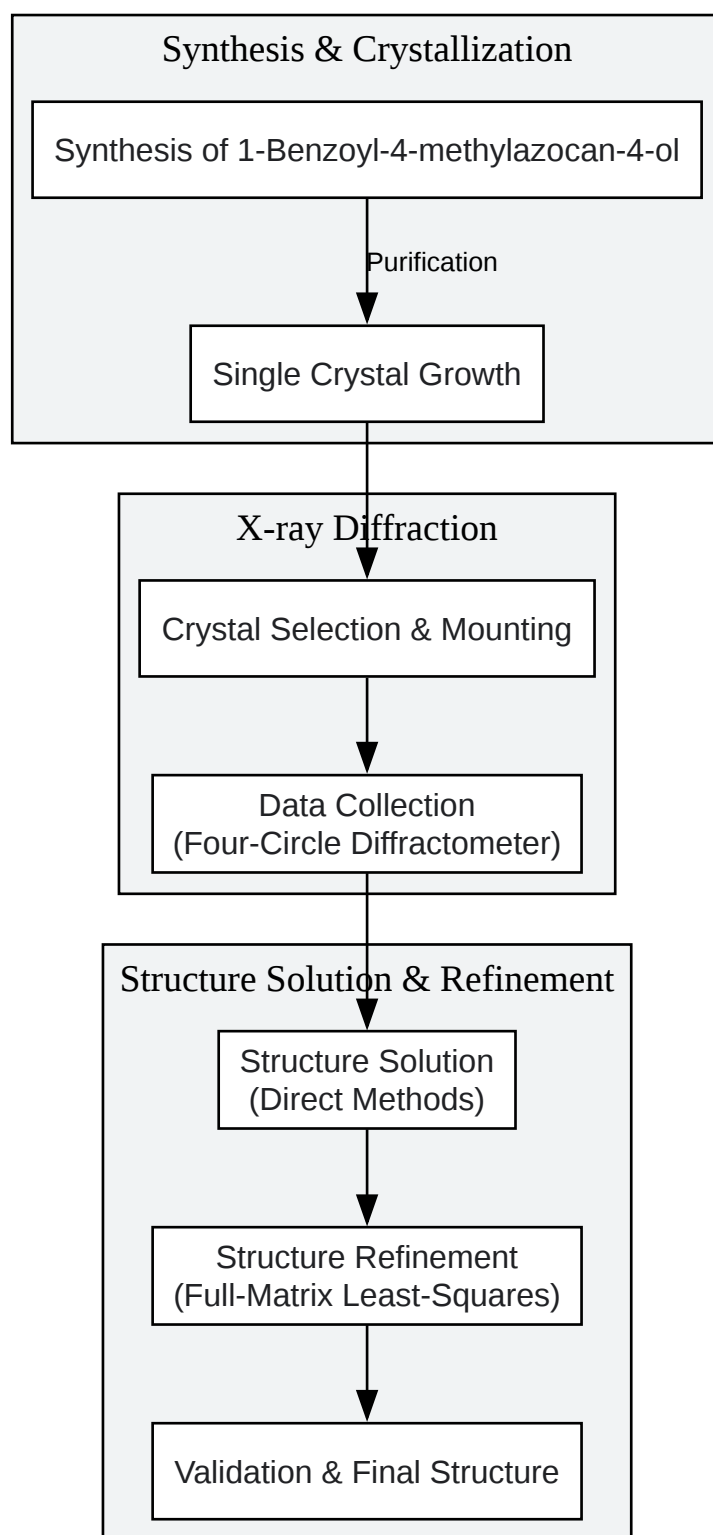 Synthesis & Crystallization
Synthesis of 1-Benzoyl-4-methylazocan-4-ol
Purification
Single Crystal Growth
X-ray Diffraction
Crystal Selection & Mounting
Data Collection
(Four-Circle Diffractometer)
Structure Solution & Refinement
Structure Solution
(Direct Methods)
Structure Refinement
(Full-Matrix Least-Squares)
Validation & Final Structure